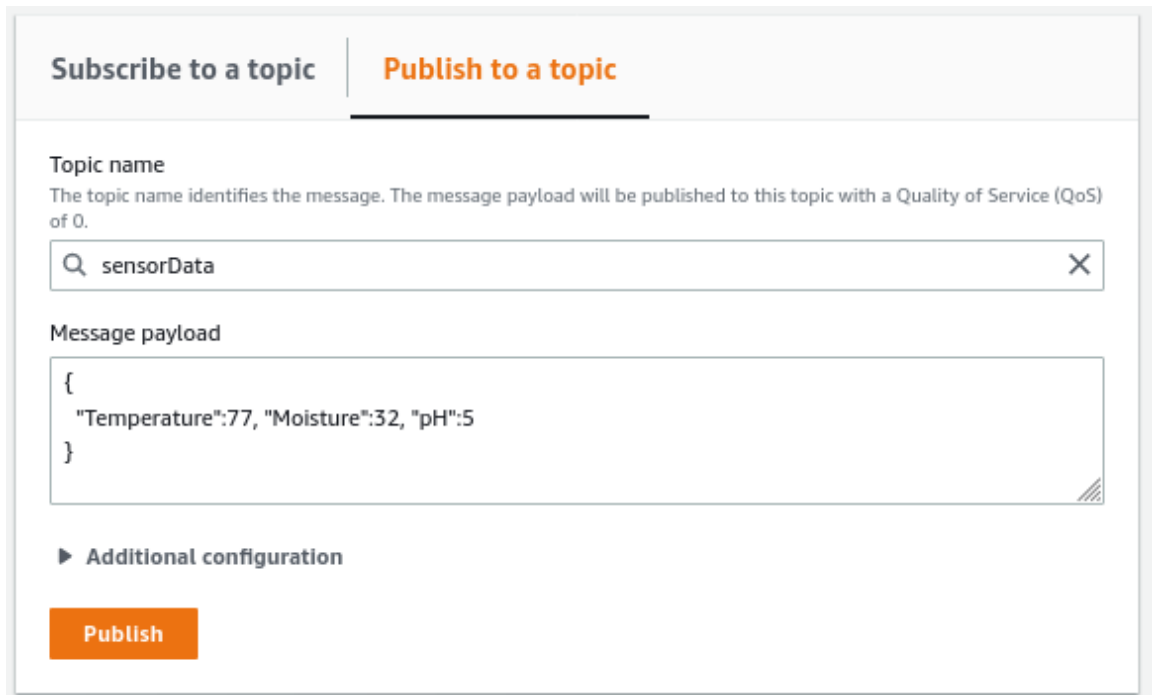 Subscribe to a topic
Publish to a topic
Topic name
The topic name identifies the message. The message payload will be published to this topic with a Quality of Service (QoS)
of 0.
sensorData
Message payload
{
"Temperature":77, "Moisture":32, "pH":5
}
Additional configuration
Publish